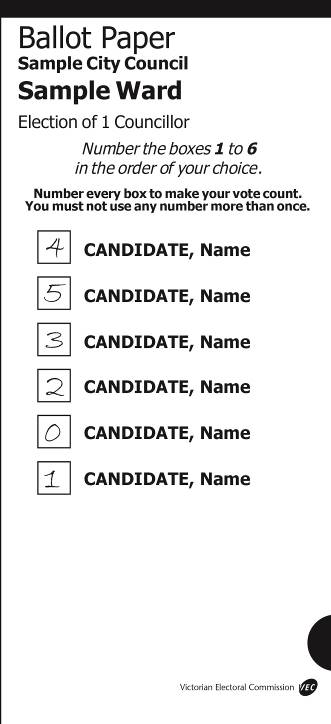 Ballot Paper
Sample City Council
Sample Ward
Election of 1 Councillor
Number the boxes 1 to 6
in the order of your choice.
Number every box to make your vote count.
You must not use any number more than once.
4 CANDIDATE, Name
5 CANDIDATE, Name
3 CANDIDATE, Name
2 CANDIDATE, Name
0 CANDIDATE, Name
1 CANDIDATE, Name
Victorian Electoral Commission VEC